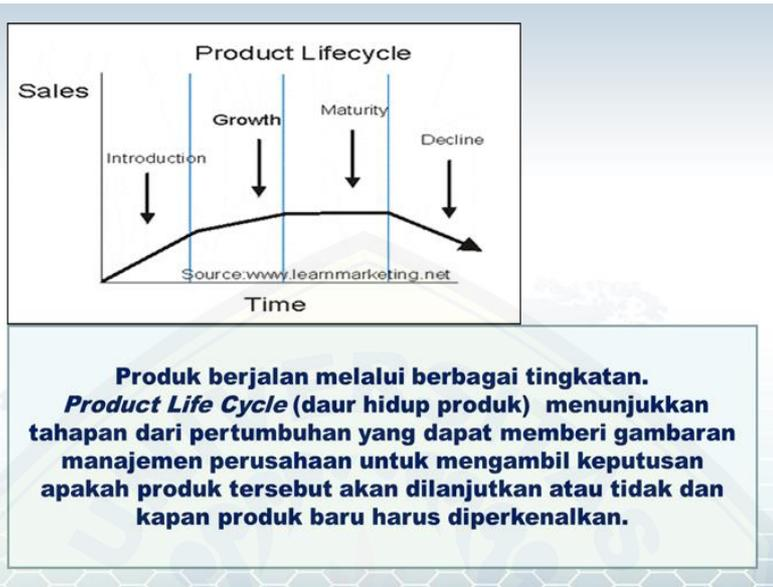 Product Lifecycle
Sales
Growth
Maturity
Decline
Introduction
Source:www.learnmarketing.net
Time
Produk berjalan melalui berbagai tingkatan.
Product Life Cycle (daur hidup produk) menunjukkan
tahapan dari pertumbuhan yang dapat memberi gambaran
manajemen perusahaan untuk mengambil keputusan
apakah produk tersebut akan dilanjutkan atau tidak dan
kapan produk baru harus diperkenalkan.